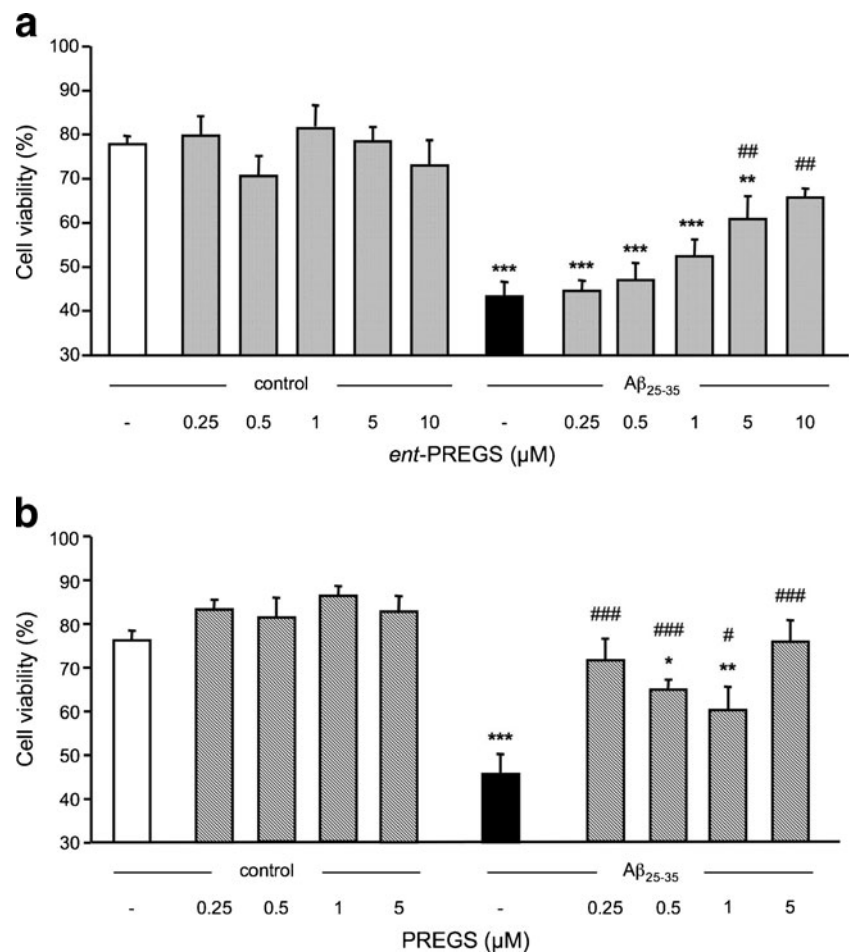 a
100
90
80
70
60
50
40
30
Cell viability (%)
***
***
***
***
##
**
##
control
Aβ25-35
- 0.25 0.5 1 5 10 - 0.25 0.5 1 5 10
ent-PREGS (µM)
b
100
90
80
70
60
50
40
30
Cell viability (%)
***
###
###
*
#
**
###
control
Aβ25-35
- 0.25 0.5 1 5 - 0.25 0.5 1 5
PREGS (µM)